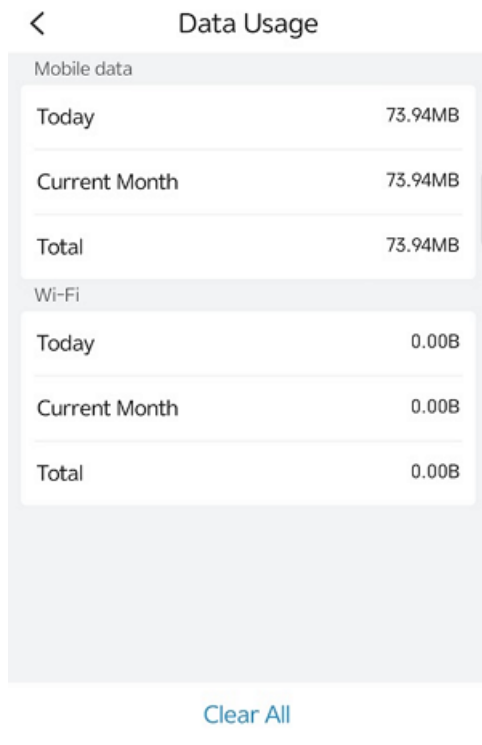 Data Usage
Mobile data
Today 73.94MB
Current Month 73.94MB
Total 73.94MB
Wi-Fi
Today 0.00B
Current Month 0.00B
Total 0.00B
Clear All